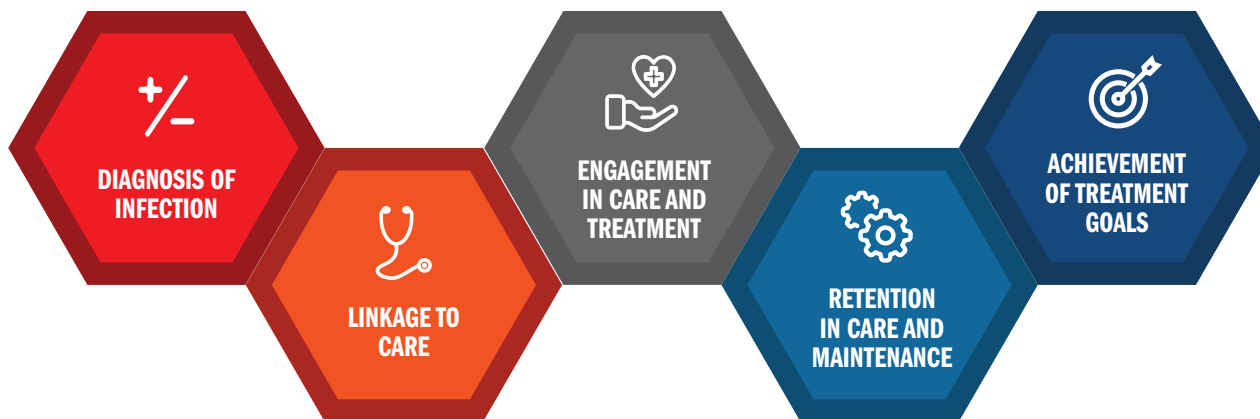 DIAGNOSIS OF
INFECTION
LINKAGE TO
CARE
ENGAGEMENT
IN CARE AND
TREATMENT
RETENTION
IN CARE AND
MAINTENANCE
ACHIEVEMENT
OF TREATMENT
GOALS